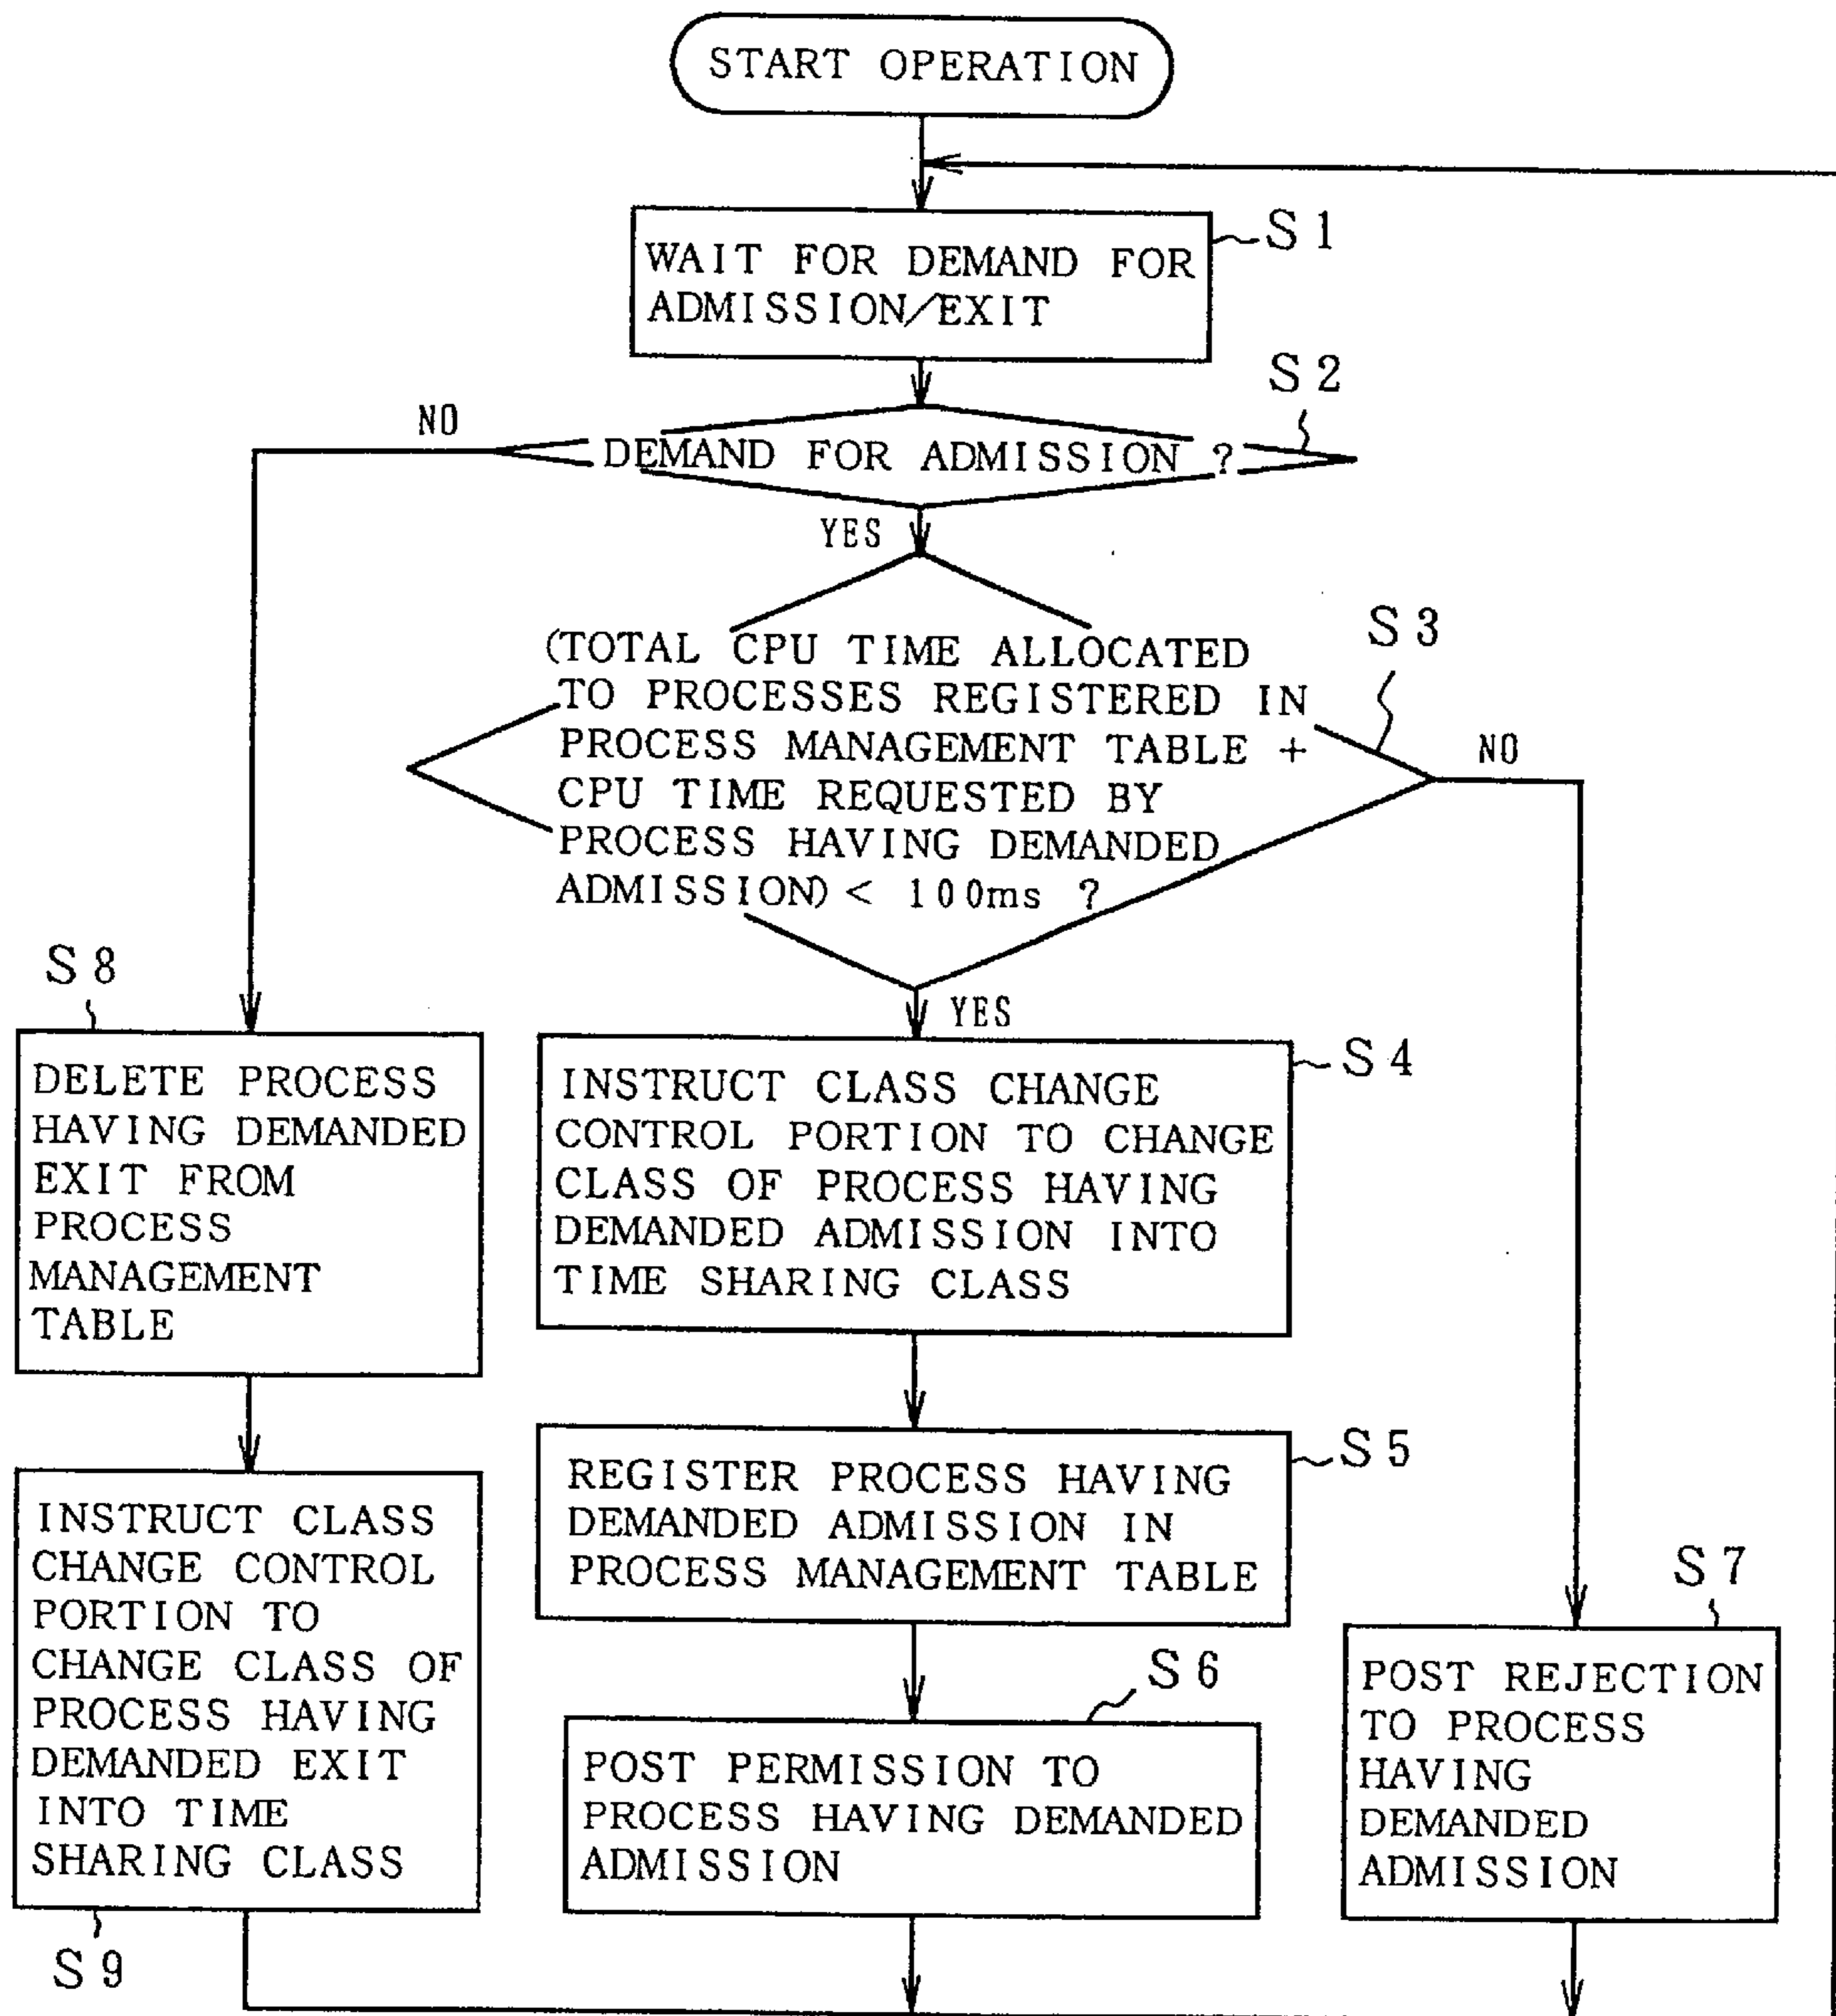 START OPERATION
S1
WAIT FOR DEMAND FOR
ADMISSION/EXIT
S2
NO
DEMAND FOR ADMISSION ?
YES
S3
(TOTAL CPU TIME ALLOCATED
TO PROCESSES REGISTERED IN
PROCESS MANAGEMENT TABLE +
CPU TIME REQUESTED BY
PROCESS HAVING DEMANDED
ADMISSION) < 100ms ?
NO
YES
S8
DELETE PROCESS
HAVING DEMANDED
EXIT FROM
PROCESS
MANAGEMENT
TABLE
S4
INSTRUCT CLASS CHANGE
CONTROL PORTION TO CHANGE
CLASS OF PROCESS HAVING
DEMANDED ADMISSION INTO
TIME SHARING CLASS
S5
REGISTER PROCESS HAVING
DEMANDED ADMISSION IN
PROCESS MANAGEMENT TABLE
INSTRUCT CLASS
CHANGE CONTROL
PORTION TO
CHANGE CLASS OF
PROCESS HAVING
DEMANDED EXIT
INTO TIME
SHARING CLASS
S9
S6
POST PERMISSION TO
PROCESS HAVING DEMANDED
ADMISSION
S7
POST REJECTION
TO PROCESS
HAVING
DEMANDED
ADMISSION